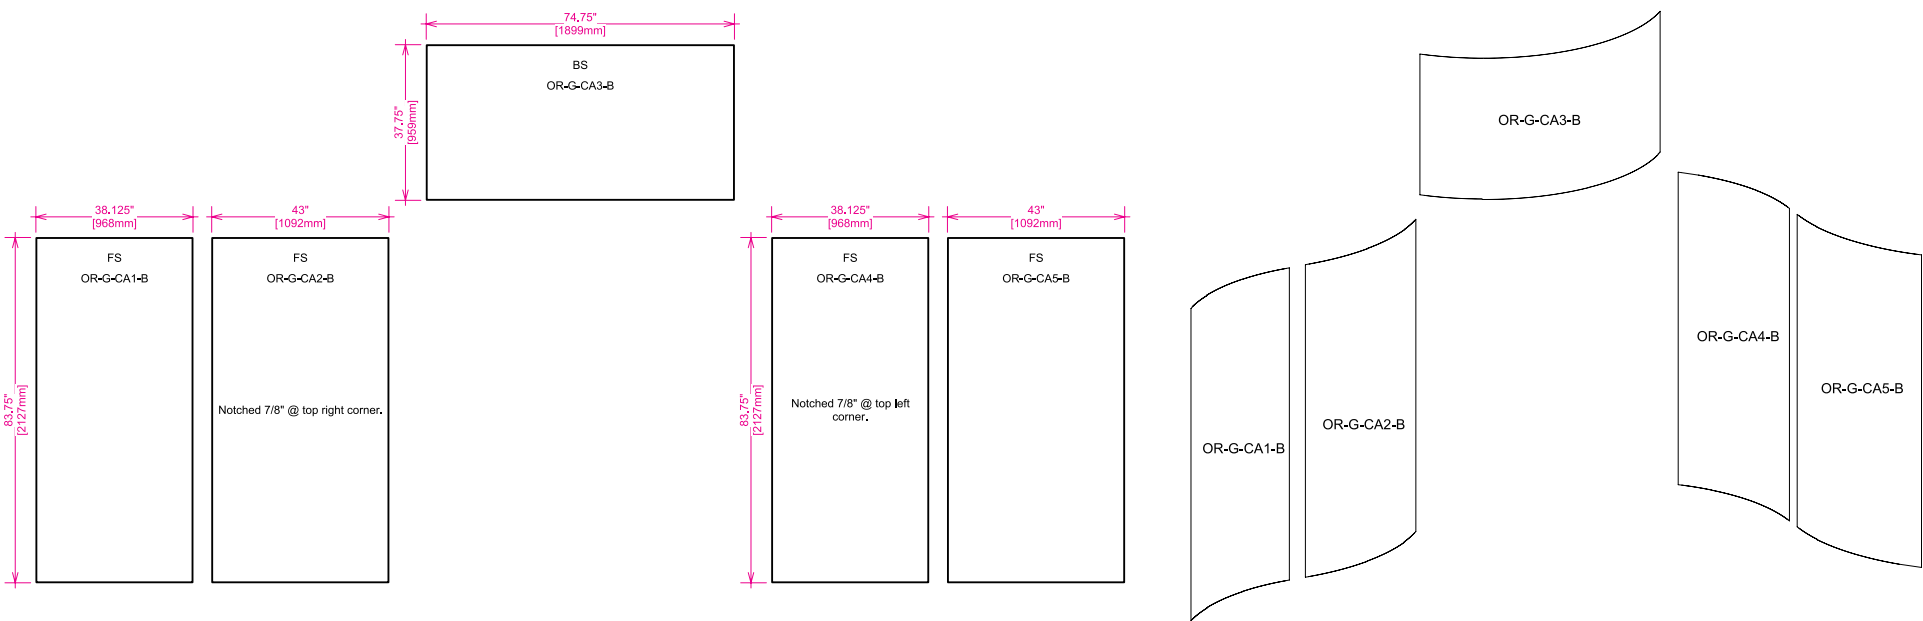 74.75"
[1899mm]
37.75"
[959mm]
BS
OR-G-CA3-B
38.125"
[968mm]
43"
[1092mm]
83.75"
[2127mm]
FS
OR-G-CA1-B
FS
OR-G-CA2-B
Notched 7/8" @ top right corner.
38.125"
[968mm]
43"
[1092mm]
83.75"
[2127mm]
FS
OR-G-CA4-B
Notched 7/8" @ top left
corner.
FS
OR-G-CA5-B
OR-G-CA3-B
OR-G-CA4-B
OR-G-CA5-B
OR-G-CA2-B
OR-G-CA1-B